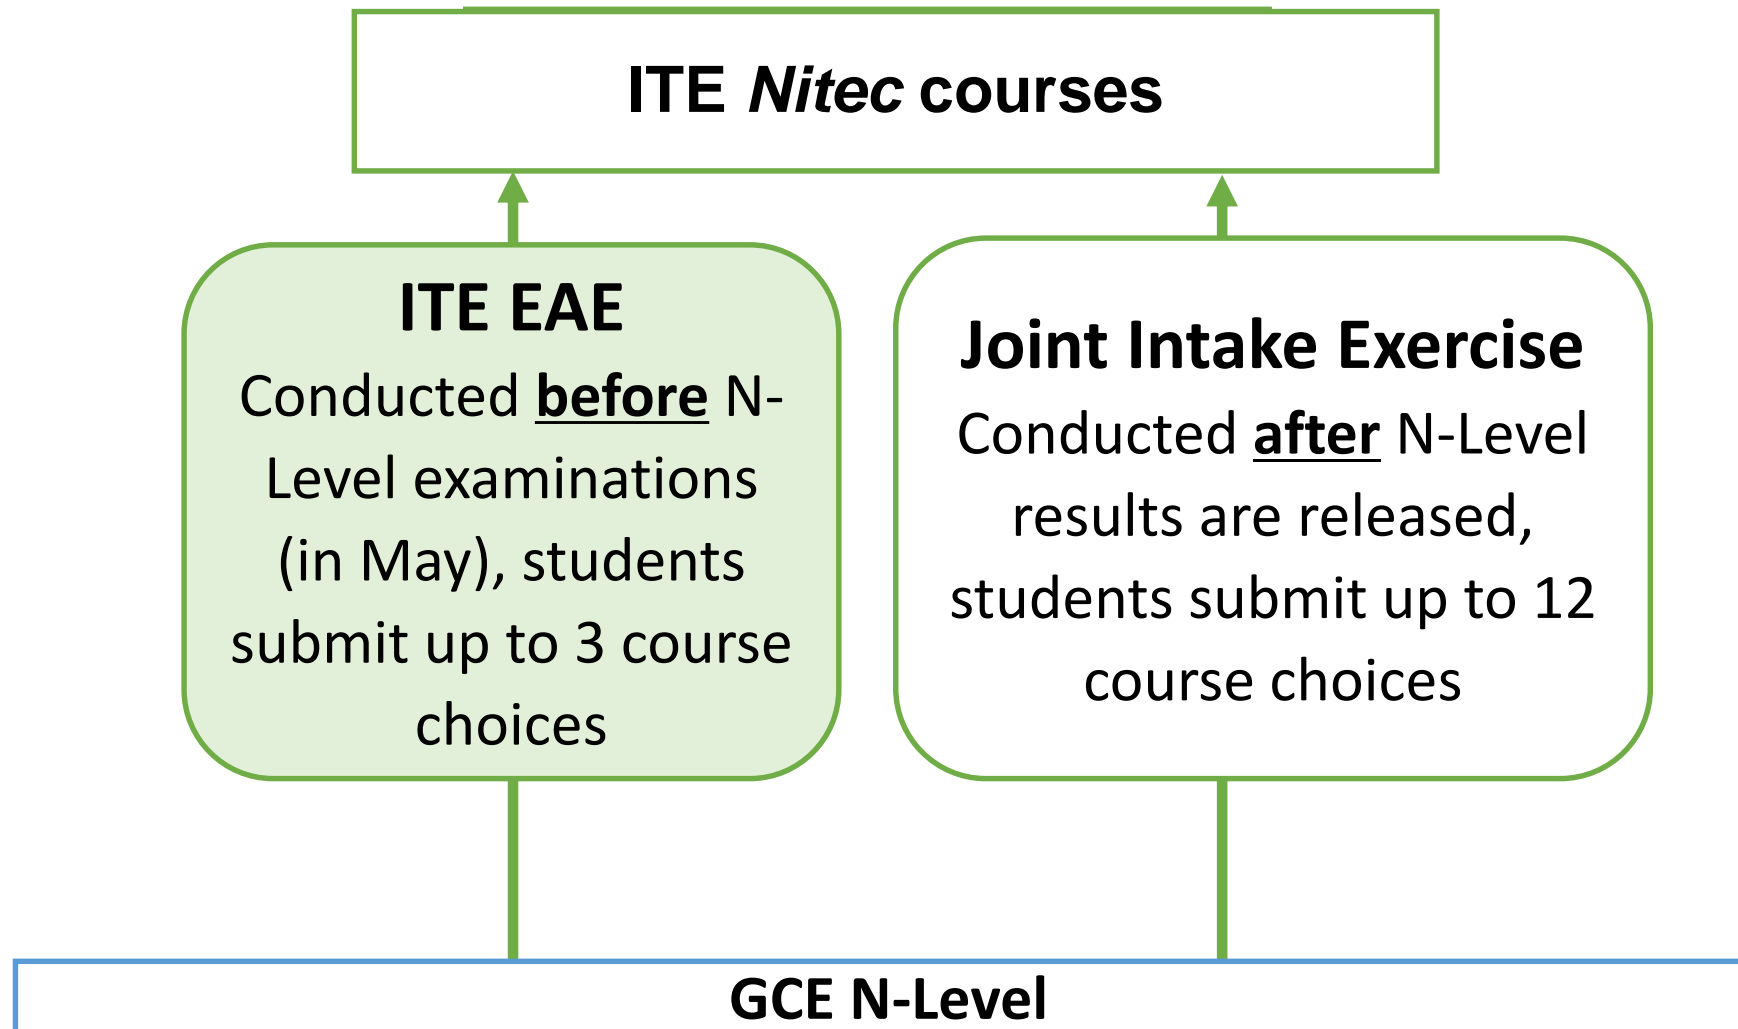 ITE Nitec courses
ITE EAE
Conducted before N-
Level examinations
(in May), students
submit up to 3 course
choices
Joint Intake Exercise
Conducted after N-Level
results are released,
students submit up to 12
course choices
GCE N-Level